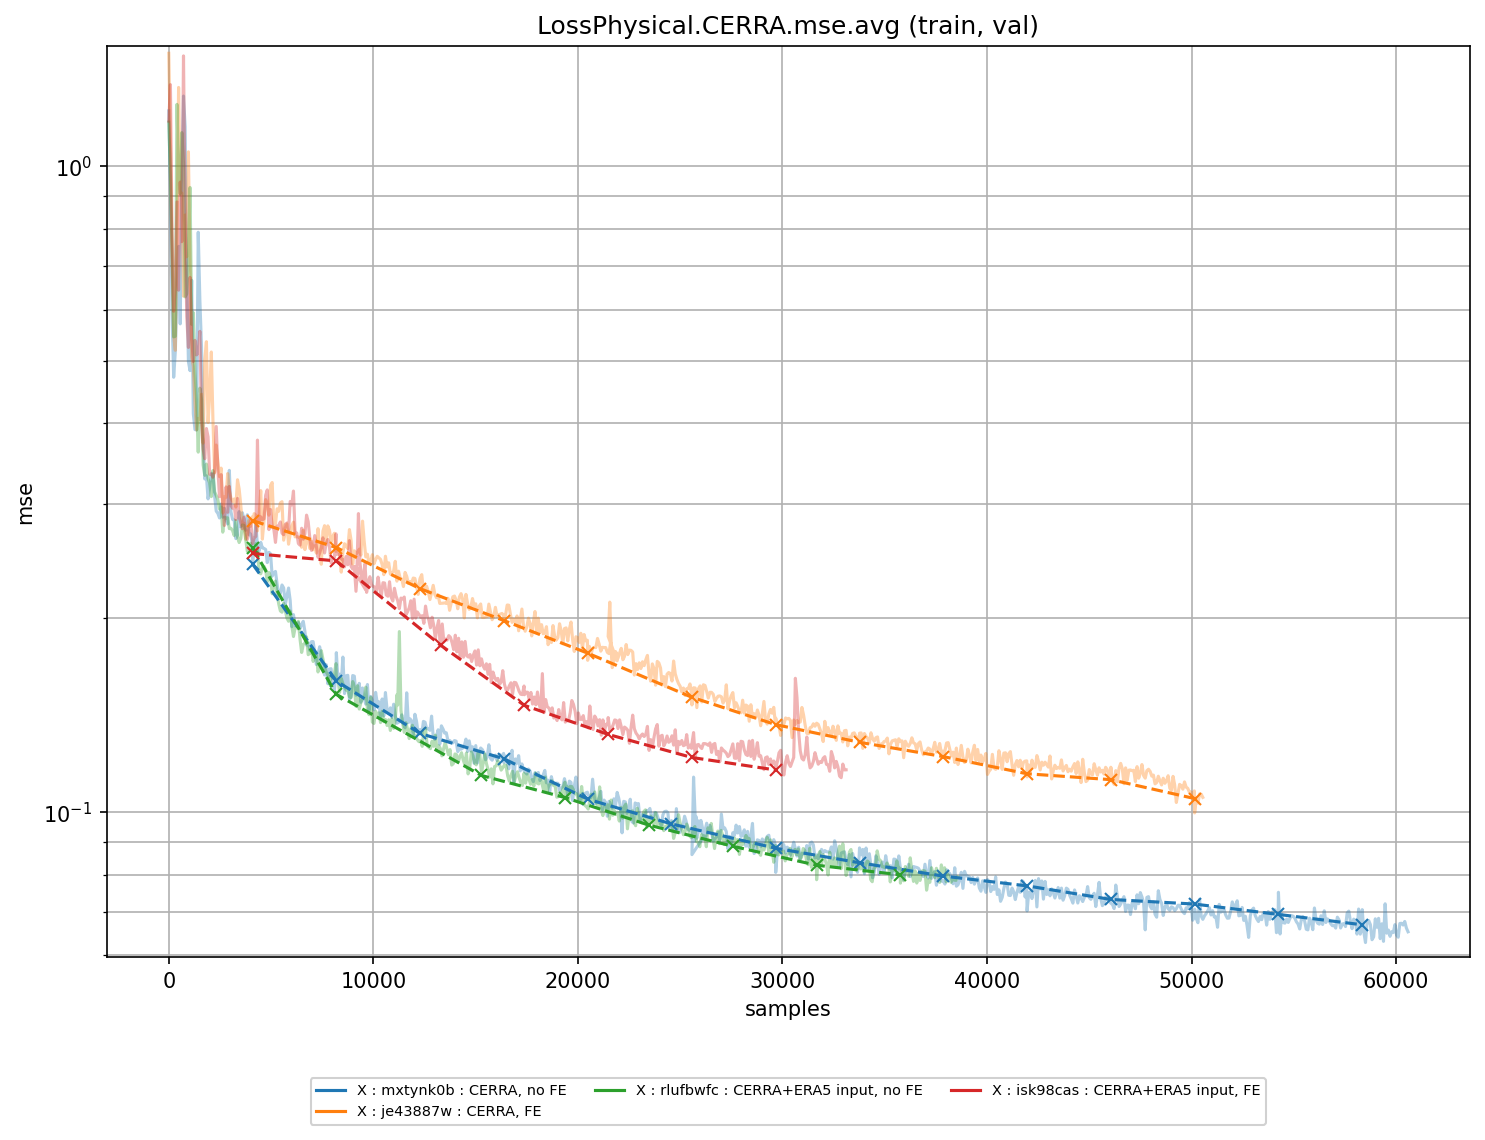 LossPhysical.CERRA.mse.avg (train, val)
mse
10⁰
10⁻¹
0 10000 20000 30000 40000 50000 60000
samples
X : mxtynk0b : CERRA, no FE
X : je43887w : CERRA, FE
X : rlufbwfc : CERRA+ERA5 input, no FE
X : isk98cas : CERRA+ERA5 input, FE